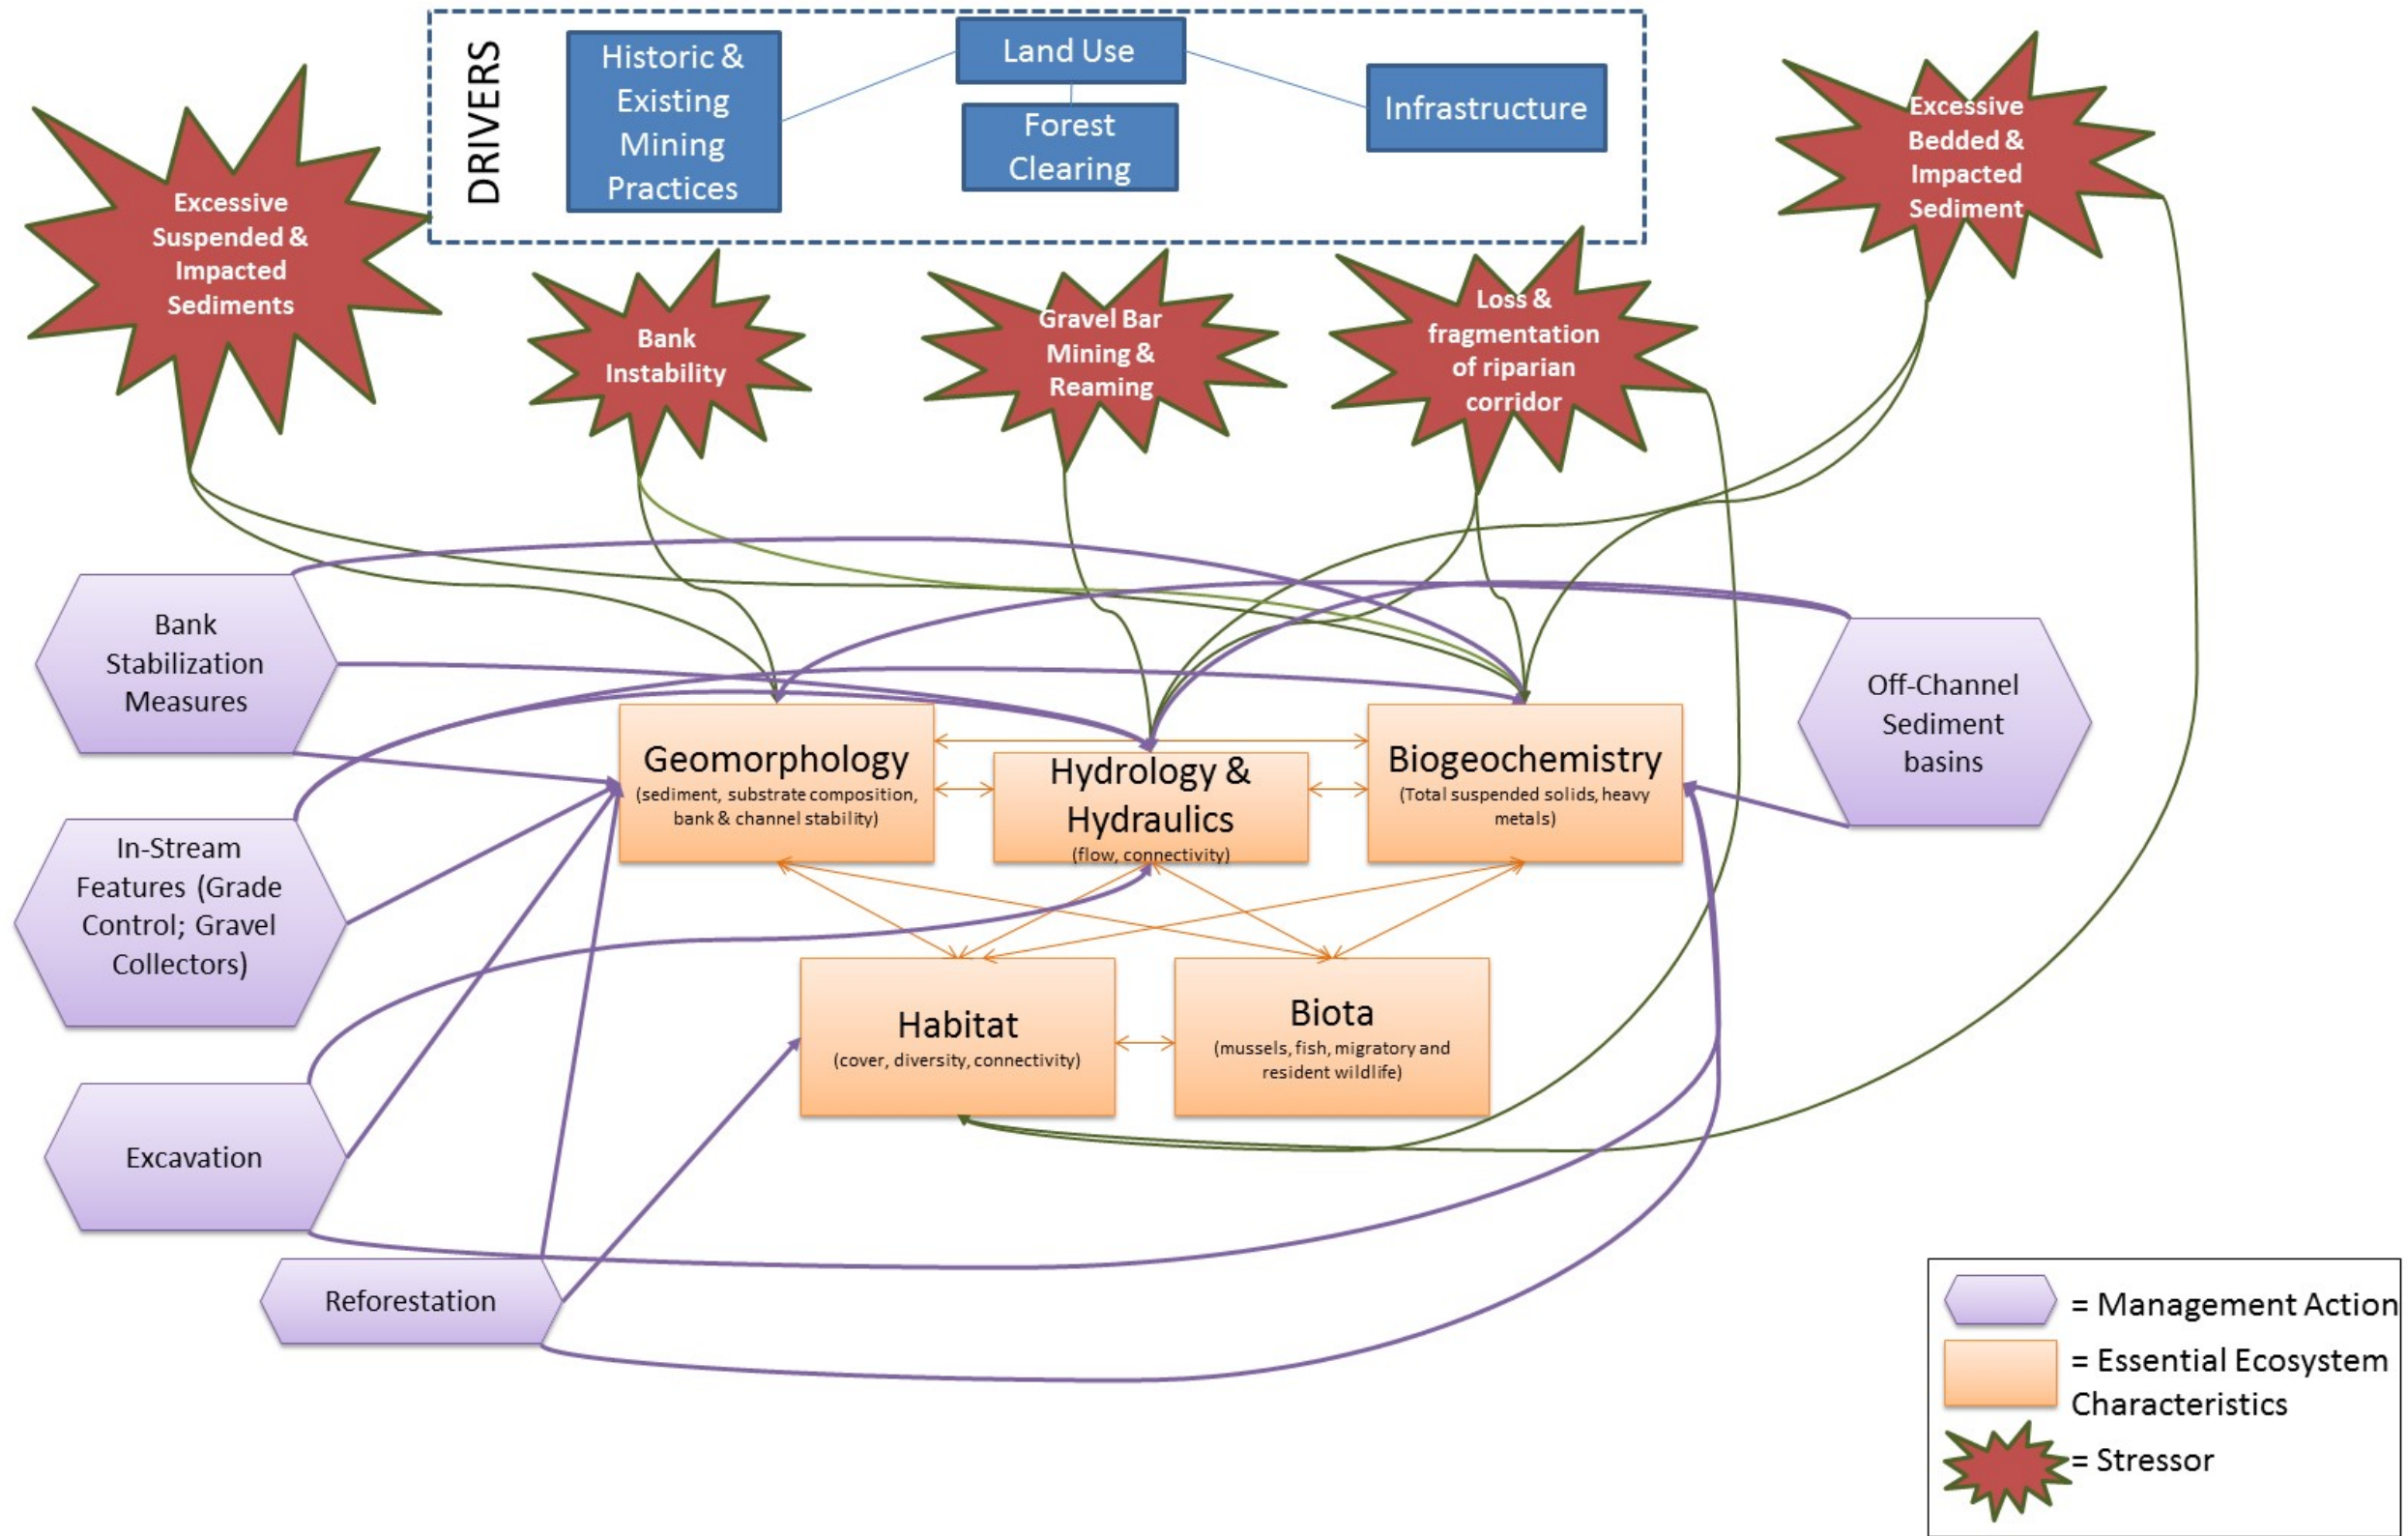 DRIVERS
Historic &
Existing
Mining
Practices
Land Use
Forest
Clearing
Infrastructure
Excessive
Suspended &
Impacted
Sediments
Bank
Instability
Gravel Bar
Mining &
Reaming
Loss &
fragmentation
of riparian
corridor
Excessive
Bedded &
Impacted
Sediment
Bank
Stabilization
Measures
In-Stream
Features (Grade
Control; Gravel
Collectors)
Excavation
Reforestation
Off-Channel
Sediment
basins
Geomorphology
(sediment, substrate composition,
bank & channel stability)
Hydrology &
Hydraulics
(flow, connectivity)
Biogeochemistry
(Total suspended solids, heavy
metals)
Habitat
(cover, diversity, connectivity)
Biota
(mussels, fish, migratory and
resident wildlife)
= Management Action
= Essential Ecosystem
Characteristics
= Stressor